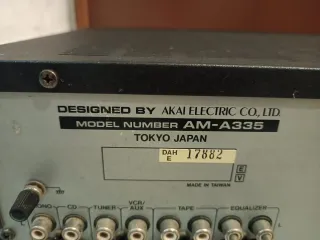 DESIGNED BY AKAI ELECTRIC CO., LTD.
MODEL NUMBER AM-A335
TOKYO JAPAN
DAH
E 17882
E
V
MADE IN TAIWAN
CD TUNER VCR/
AUX TAPE EQUALIZER
L